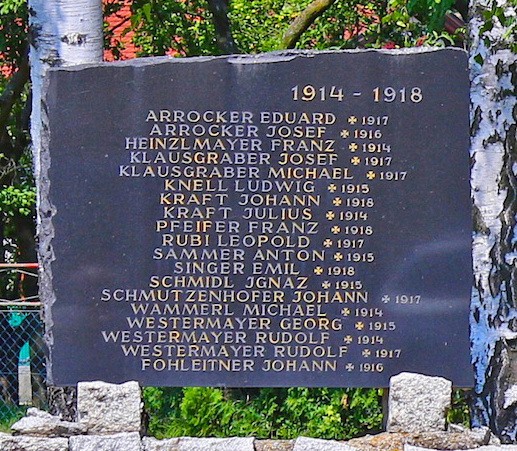 1914 - 1918
ARROCKER EDUARD ✠ 1917
ARROCKER JOSEF ✠ 1916
HEINZLMAYER FRANZ ✠ 1914
KLAUSGRABER JOSEF ✠ 1917
KLAUSGRABER MICHAEL ✠ 1917
KNELL LUDWIG ✠ 1915
KRAFT JOHANN ✠ 1918
KRAFT JULIUS ✠ 1914
PFEIFER FRANZ ✠ 1918
RUBI LEOPOLD ✠ 1917
SAMMER ANTON ✠ 1915
SINGER EMIL ✠ 1918
SCHMIDL JGNAZ ✠ 1915
SCHMUTZENHOFER JOHANN ✠ 1917
WAMMERL MICHAEL ✠ 1914
WESTERMAYER GEORG ✠ 1915
WESTERMAYER RUDOLF ✠ 1914
WESTERMAYER RUDOLF ✠ 1917
FOHLEITNER JOHANN ✠ 1916